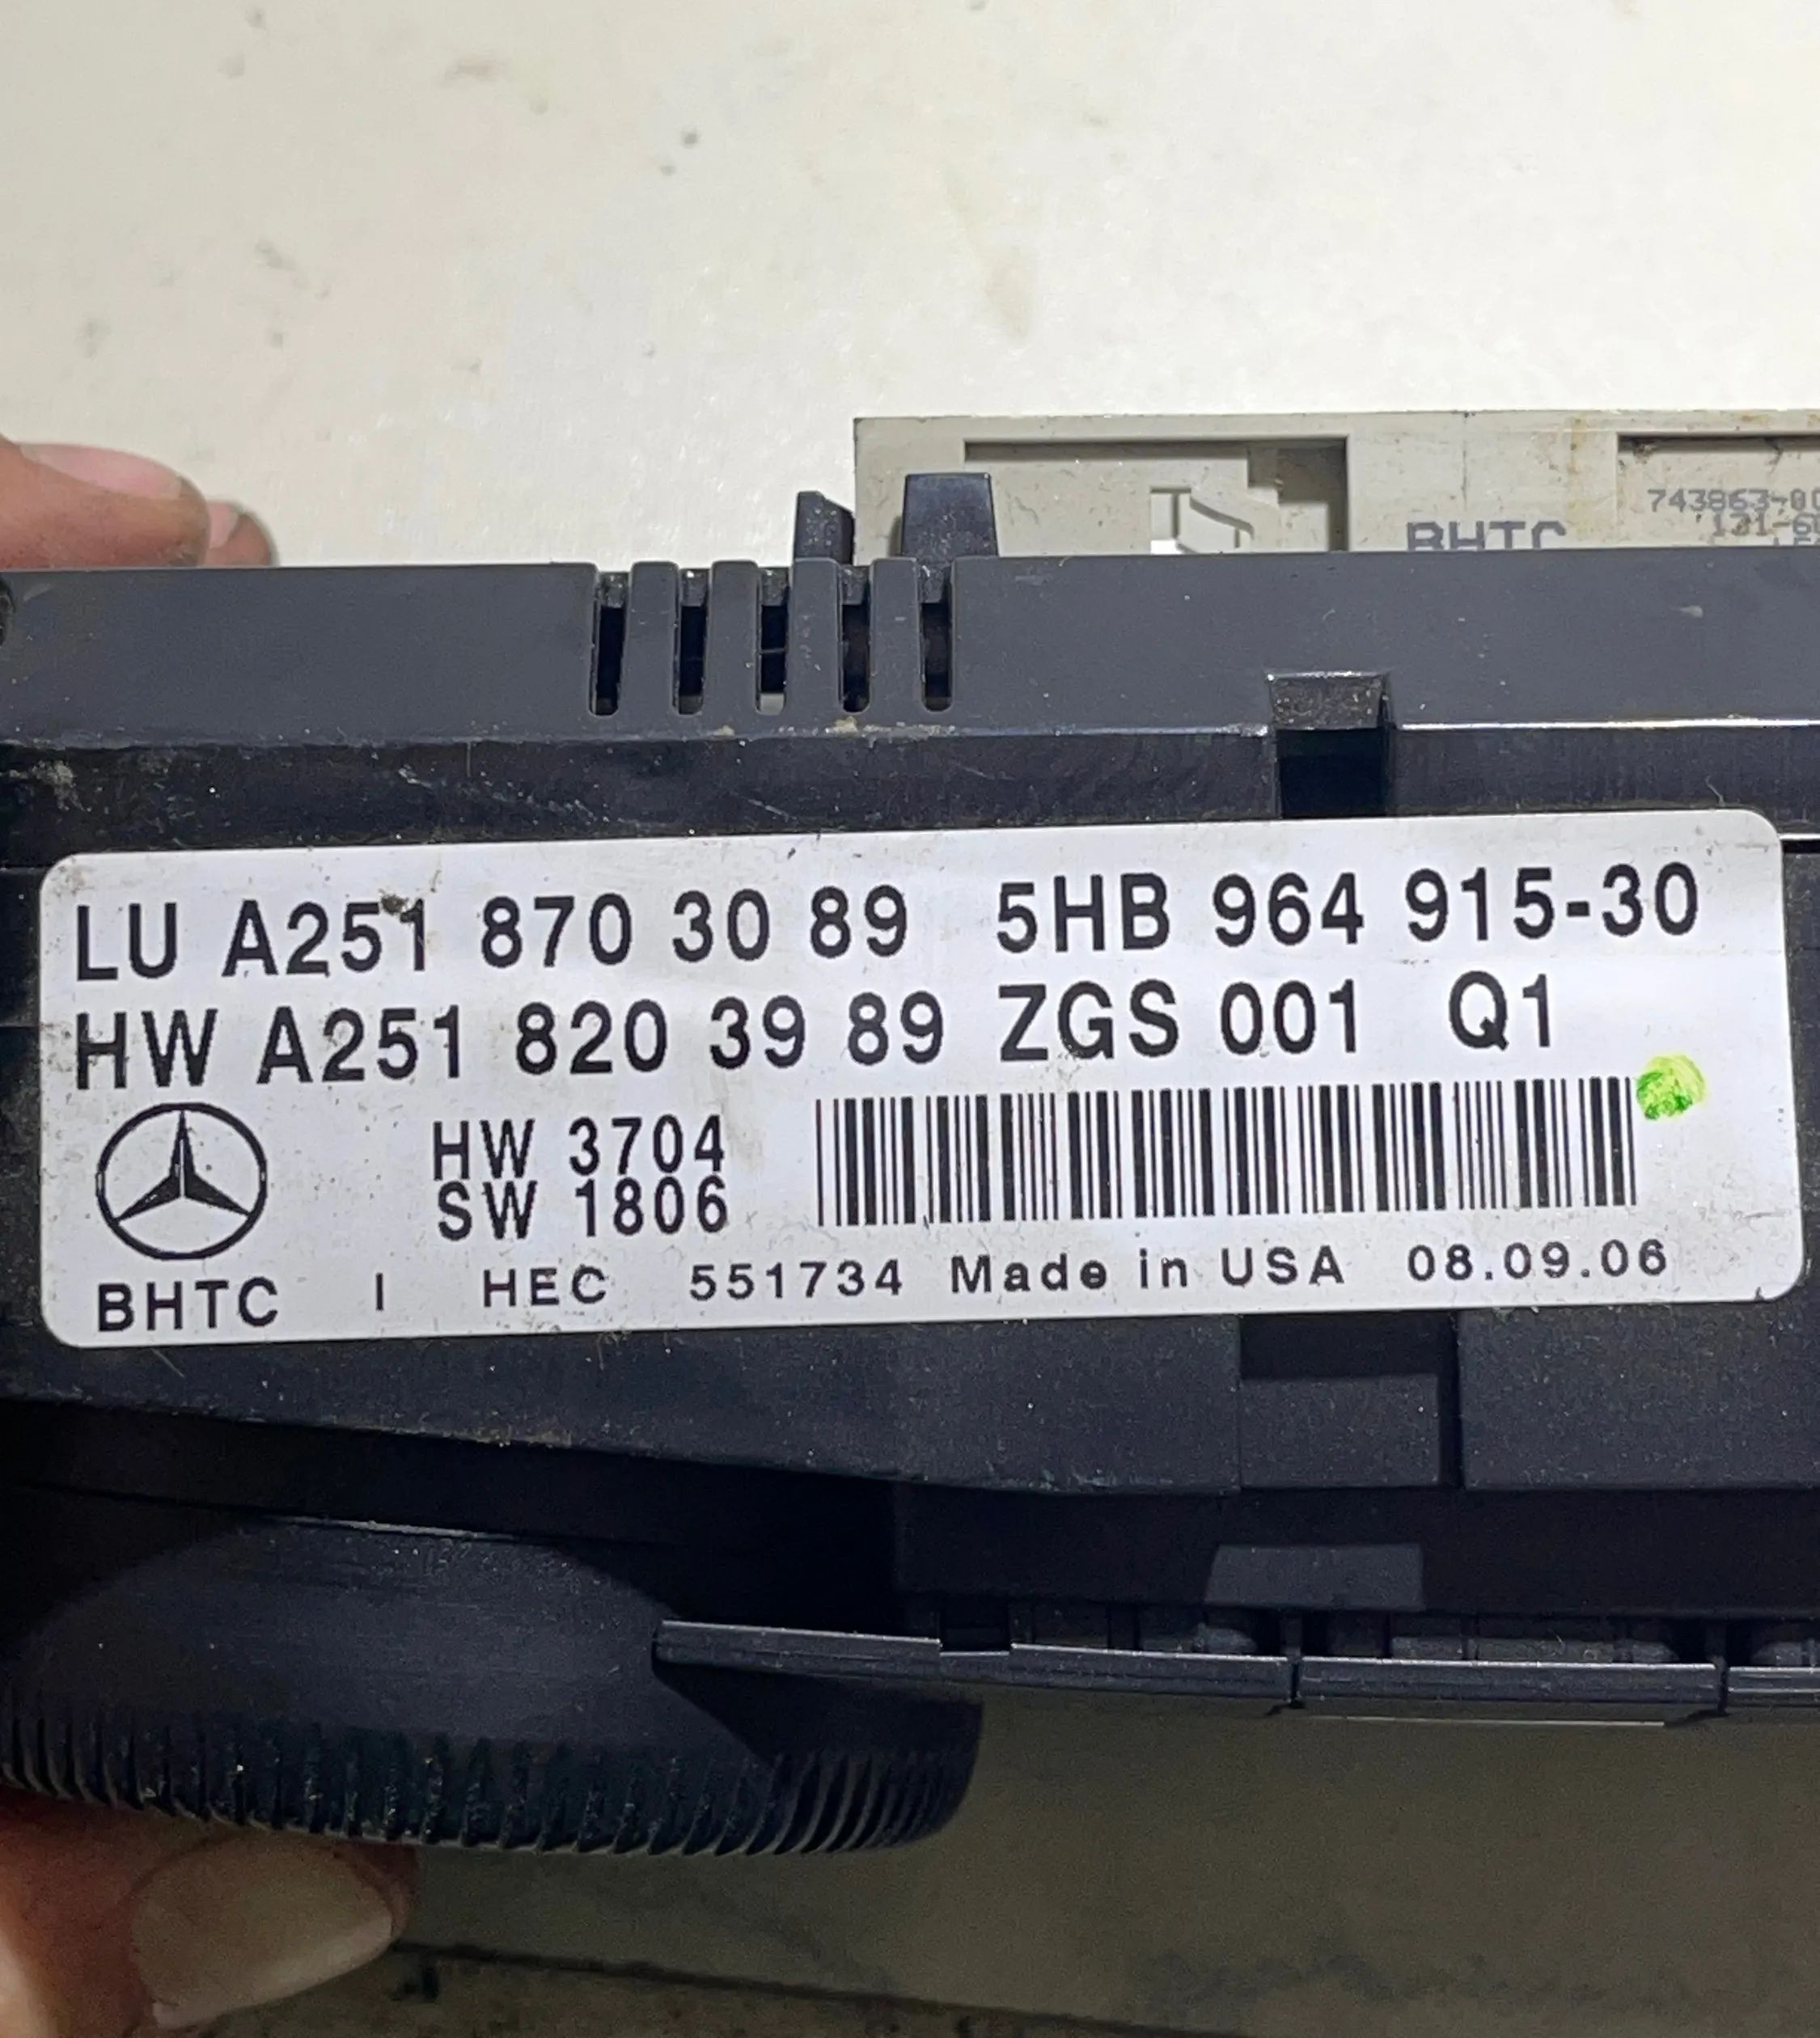 BHTC
LU A251 870 30 89 5HB 964 915-30
HW A251 820 39 89 ZGS 001 Q1
HW 3704
SW 1806
BHTC I HEC 551734 Made in USA 08.09.06